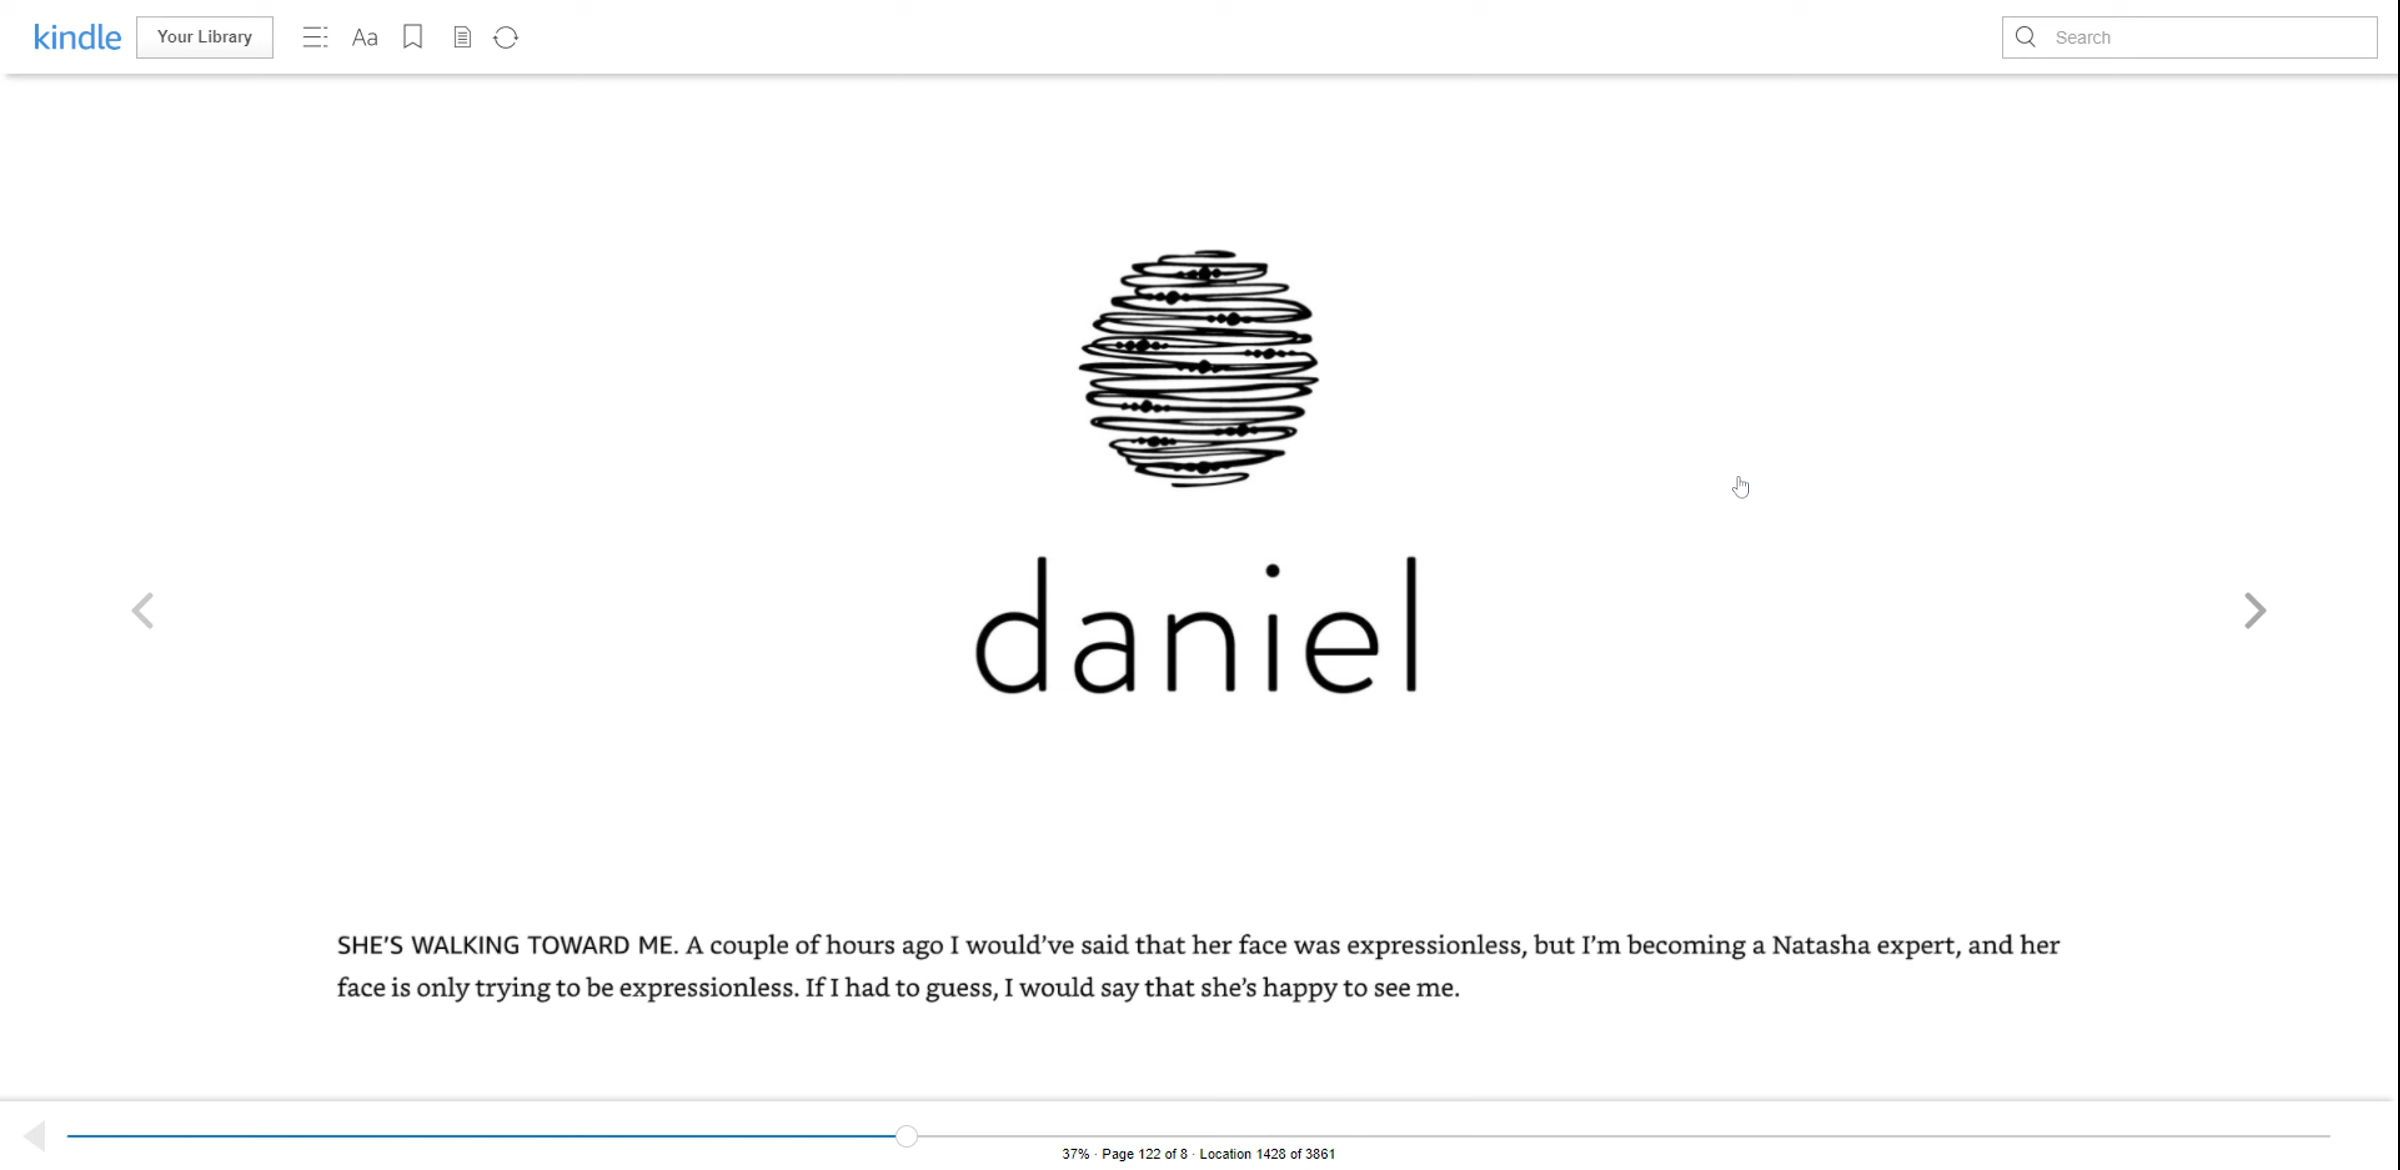 kindle Your Library Aa Search
daniel
SHE’S WALKING TOWARD ME. A couple of hours ago I would’ve said that her face was expressionless, but I’m becoming a Natasha expert, and her
face is only trying to be expressionless. If I had to guess, I would say that she’s happy to see me.
37% · Page 122 of 8 · Location 1428 of 3861